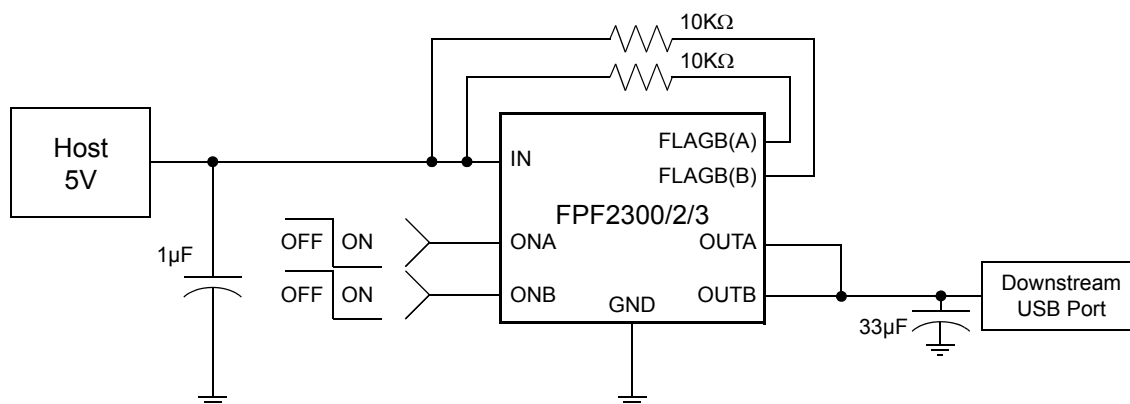 10KΩ
10KΩ
Host
5V
IN
FLAGB(A)
FLAGB(B)
FPF2300/2/3
1µF
OFF ON
ONA
OUTA
OFF ON
ONB
OUTB
GND
33µF
Downstream
USB Port